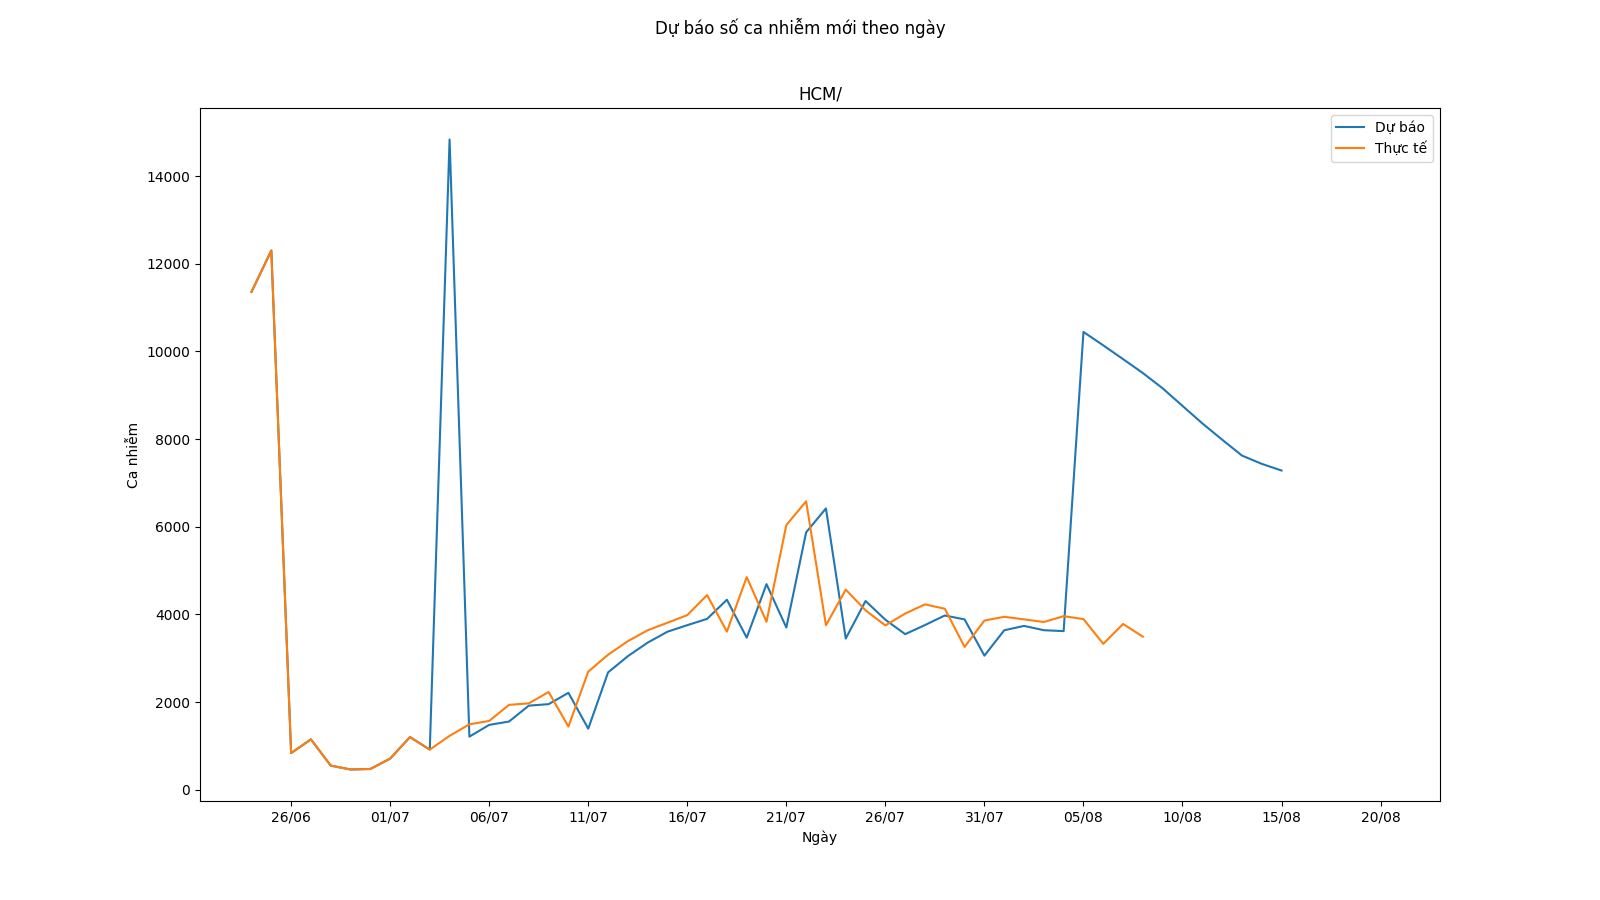 Dự báo số ca nhiễm mới theo ngày
HCM/
Dự báo
Thực tế
14000
12000
10000
8000
6000
4000
2000
0
Ca nhiễm
26/06 01/07 06/07 11/07 16/07 21/07 26/07 31/07 05/08 10/08 15/08 20/08
Ngày